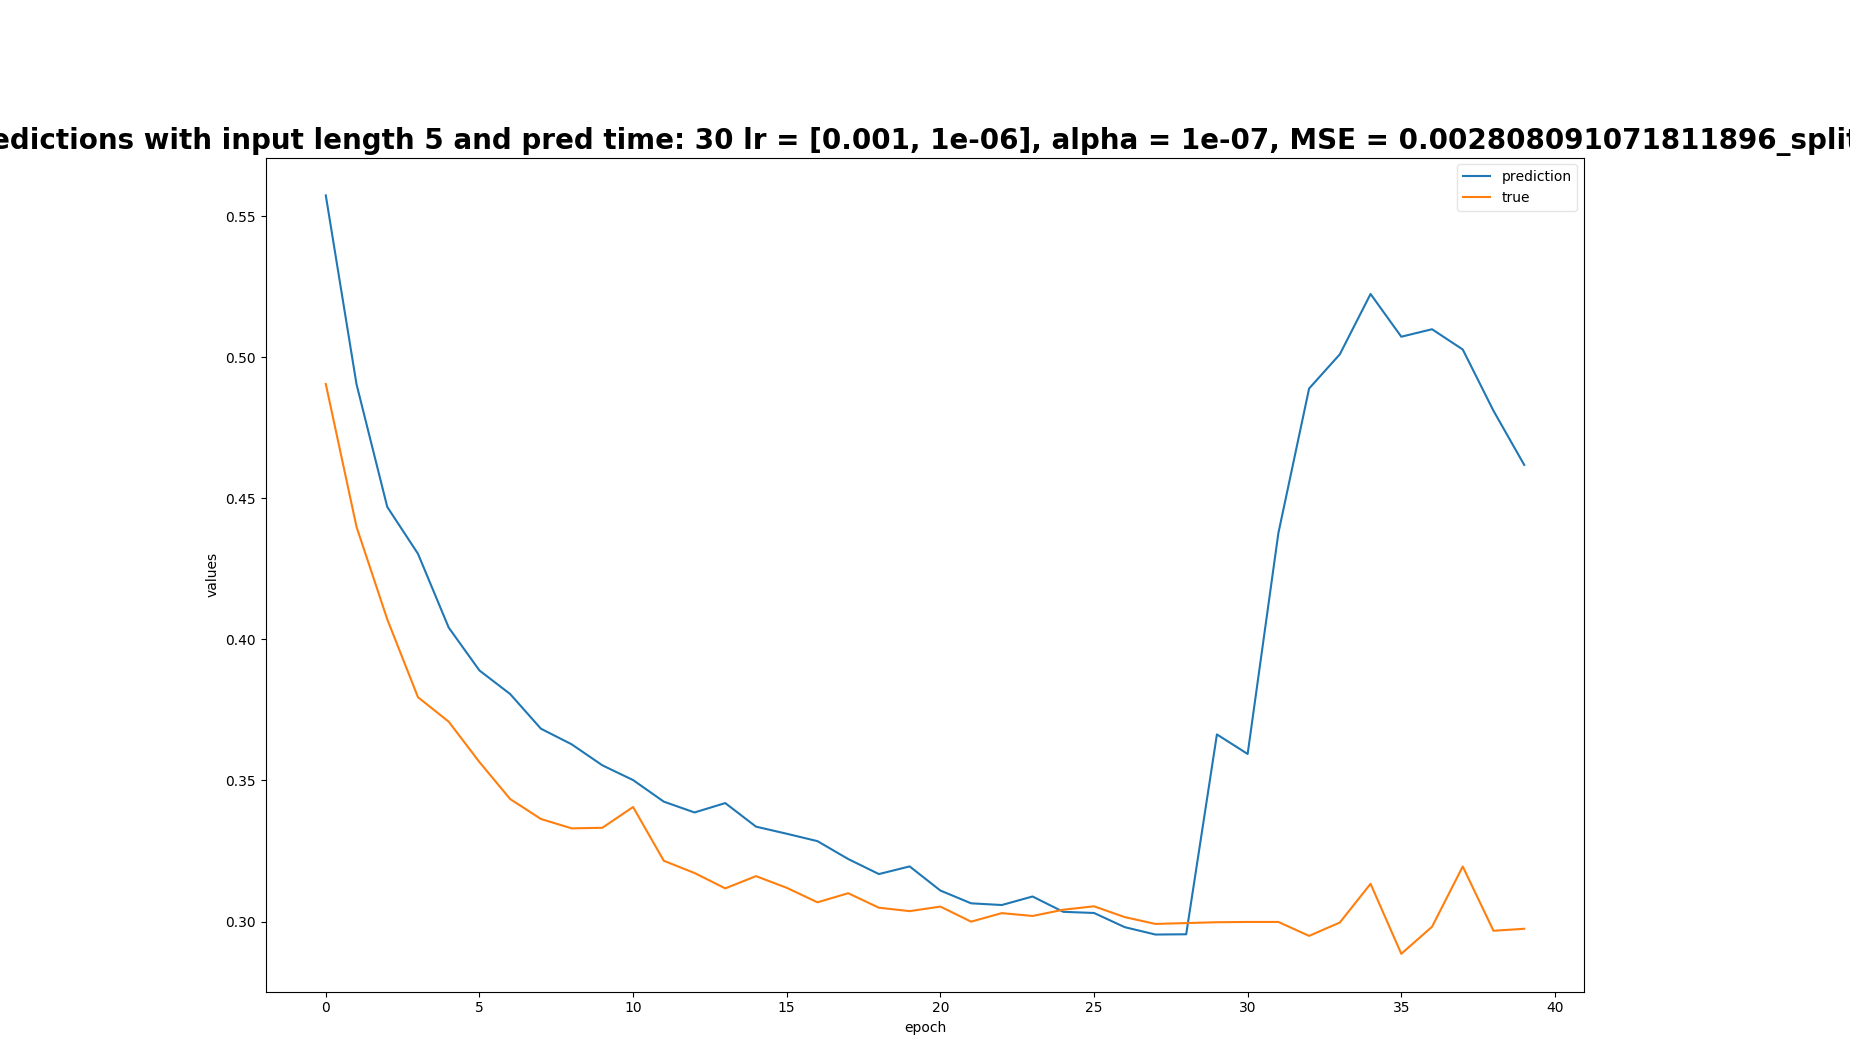 edictions with input length 5 and pred time: 30 lr = [0.001, 1e-06], alpha = 1e-07, MSE = 0.002808091071811896_split
prediction
true
0.55
0.50
0.45
0.40
0.35
0.30
values
0 5 10 15 20 25 30 35 40
epoch